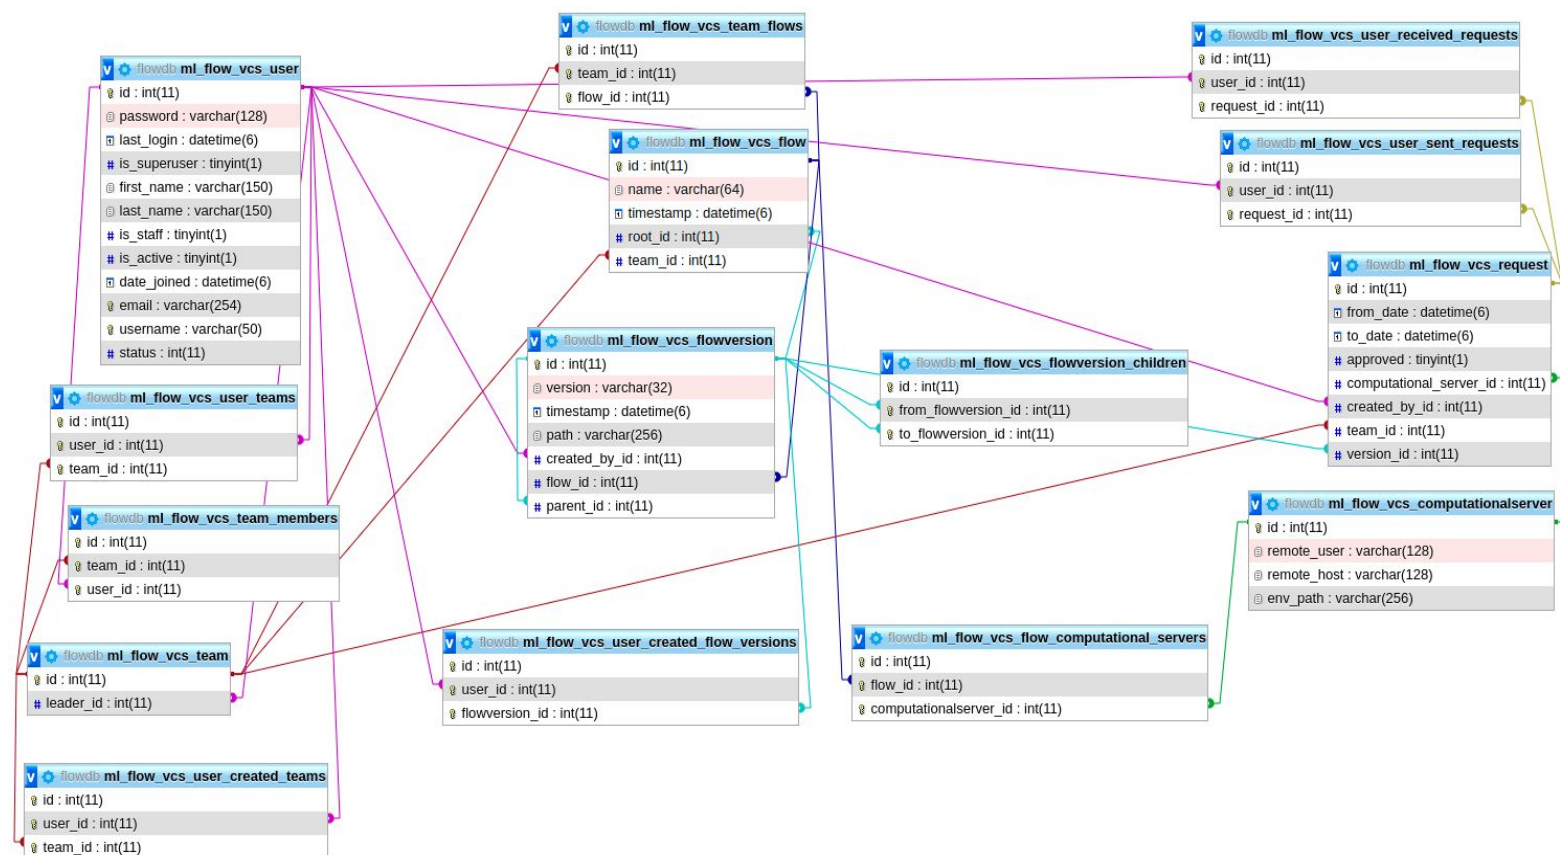 flowdb ml_flow_vcs_user
id : int(11)
password : varchar(128)
last_login : datetime(6)
is_superuser : tinyint(1)
first_name : varchar(150)
last_name : varchar(150)
is_staff : tinyint(1)
is_active : tinyint(1)
date_joined : datetime(6)
email : varchar(254)
username : varchar(50)
status : int(11)
flowdb ml_flow_vcs_user_teams
id : int(11)
user_id : int(11)
team_id : int(11)
flowdb ml_flow_vcs_team_members
id : int(11)
team_id : int(11)
user_id : int(11)
flowdb ml_flow_vcs_team
id : int(11)
leader_id : int(11)
flowdb ml_flow_vcs_user_created_teams
id : int(11)
user_id : int(11)
team_id : int(11)
flowdb ml_flow_vcs_team_flows
id : int(11)
team_id : int(11)
flow_id : int(11)
flowdb ml_flow_vcs_flow
id : int(11)
name : varchar(64)
timestamp : datetime(6)
root_id : int(11)
team_id : int(11)
flowdb ml_flow_vcs_flowversion
id : int(11)
version : varchar(32)
timestamp : datetime(6)
path : varchar(256)
created_by_id : int(11)
flow_id : int(11)
parent_id : int(11)
flowdb ml_flow_vcs_user_created_flow_versions
id : int(11)
user_id : int(11)
flowversion_id : int(11)
flowdb ml_flow_vcs_flowversion_children
id : int(11)
from_flowversion_id : int(11)
to_flowversion_id : int(11)
flowdb ml_flow_vcs_flow_computational_servers
id : int(11)
flow_id : int(11)
computationalserver_id : int(11)
flowdb ml_flow_vcs_user_received_requests
id : int(11)
user_id : int(11)
request_id : int(11)
flowdb ml_flow_vcs_user_sent_requests
id : int(11)
user_id : int(11)
request_id : int(11)
flowdb ml_flow_vcs_request
id : int(11)
from_date : datetime(6)
to_date : datetime(6)
approved : tinyint(1)
computational_server_id : int(11)
created_by_id : int(11)
team_id : int(11)
version_id : int(11)
flowdb ml_flow_vcs_computationalserver
id : int(11)
remote_user : varchar(128)
remote_host : varchar(128)
env_path : varchar(256)